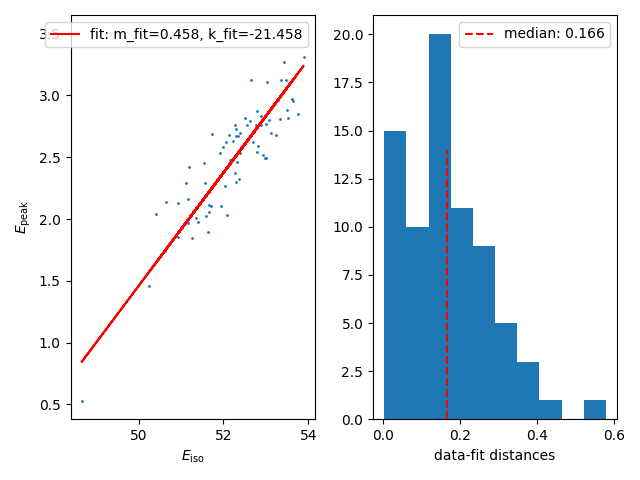 fit: m_fit=0.458, k_fit=-21.458
3.5
3.0
2.5
2.0
1.5
1.0
0.5
E_peak
50 52 54
E_iso
median: 0.166
20.0
17.5
15.0
12.5
10.0
7.5
5.0
2.5
0.0
0.0 0.2 0.4 0.6
data-fit distances